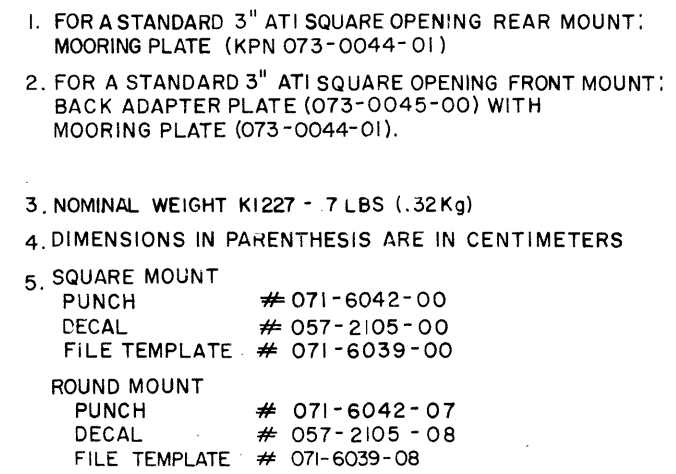 1. FOR A STANDARD 3" ATI SQUARE OPENING REAR MOUNT:
MOORING PLATE (KPN 073-0044-01)
2. FOR A STANDARD 3" ATI SQUARE OPENING FRONT MOUNT:
BACK ADAPTER PLATE (073-0045-00) WITH
MOORING PLATE (073-0044-01).
3. NOMINAL WEIGHT KI227 - .7 LBS (.32Kg)
4. DIMENSIONS IN PARENTHESIS ARE IN CENTIMETERS
5. SQUARE MOUNT
PUNCH # 071-6042-00
DECAL # 057-2105-00
FILE TEMPLATE # 071-6039-00
ROUND MOUNT
PUNCH # 071-6042-07
DECAL # 057-2105-08
FILE TEMPLATE # 071-6039-08